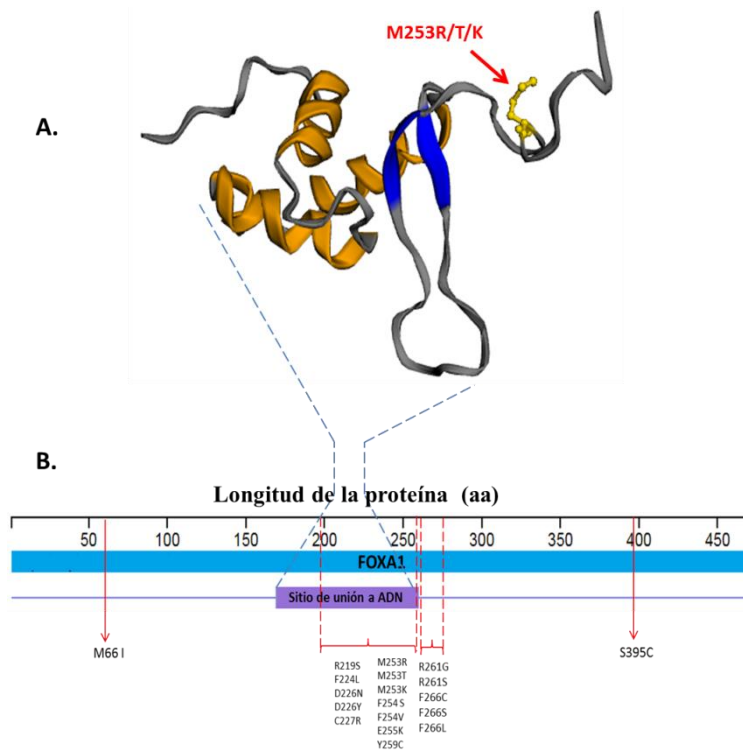 M253R/T/K
A.
B.
Longitud de la proteína (aa)
50 100 150 200 250 300 350 400 450
FOXA1
Sitio de unión a ADN
M66 I
S395C
R219S
F224L
D226N
D226Y
C227R
M253R
M253T
M253K
F254 S
F254V
E255K
Y259C
R261G
R261S
F266C
F266S
F266L